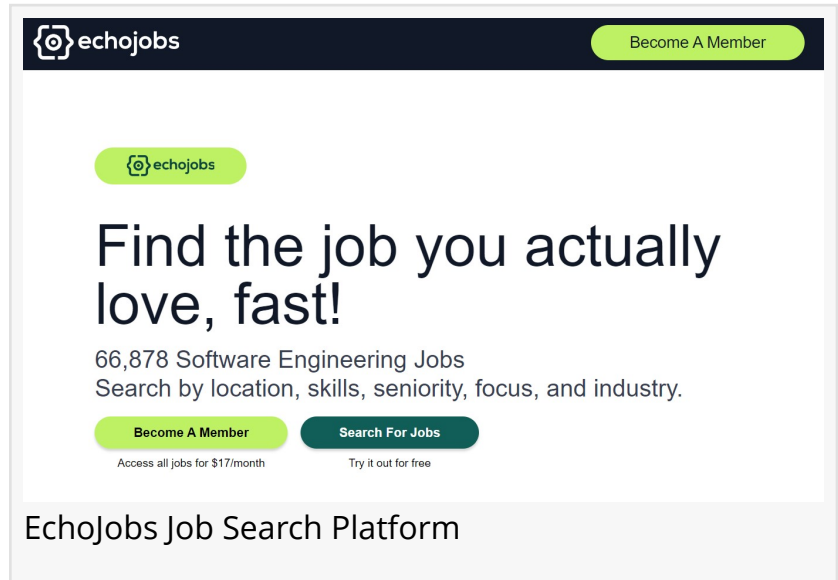 echojobs
Become A Member
echojobs
Find the job you actually
love, fast!
66,878 Software Engineering Jobs
Search by location, skills, seniority, focus, and industry.
Become A Member
Search For Jobs
Access all jobs for $17/month
Try it out for free
EchoJobs Job Search Platform